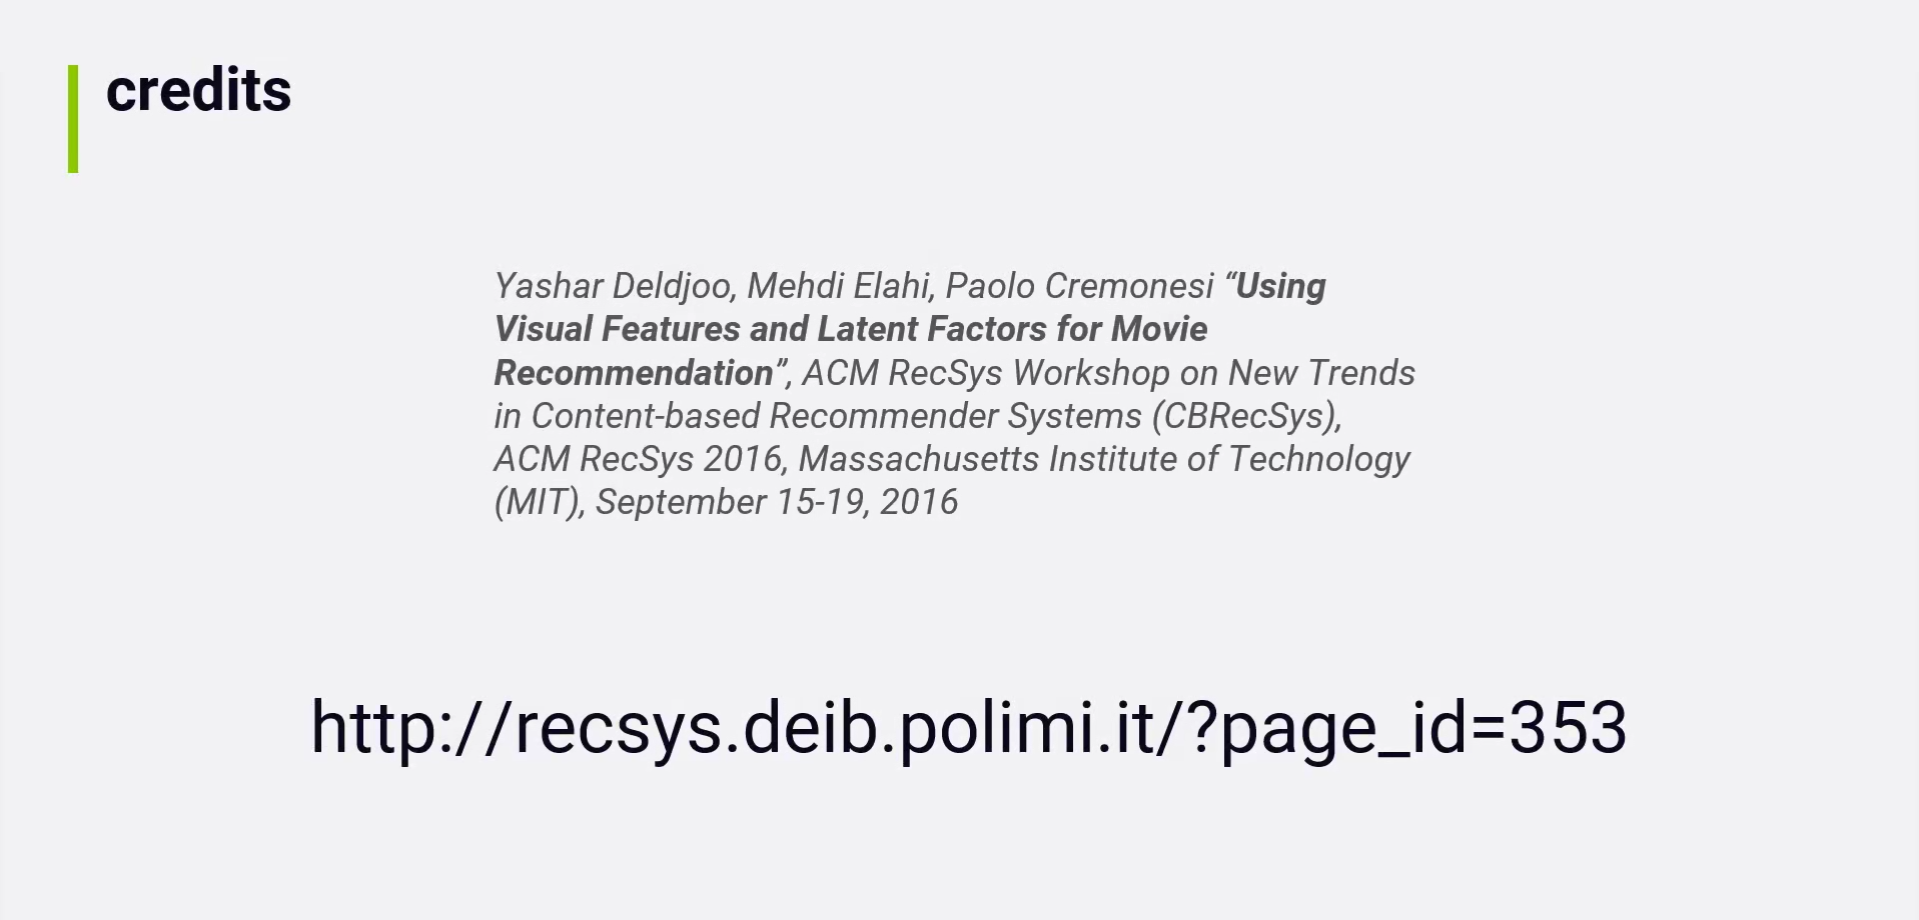 credits
Yashar Deldjoo, Mehdi Elahi, Paolo Cremonesi “Using
Visual Features and Latent Factors for Movie
Recommendation”, ACM RecSys Workshop on New Trends
in Content-based Recommender Systems (CBRecSys),
ACM RecSys 2016, Massachusetts Institute of Technology
(MIT), September 15-19, 2016
http://recsys.deib.polimi.it/?page_id=353